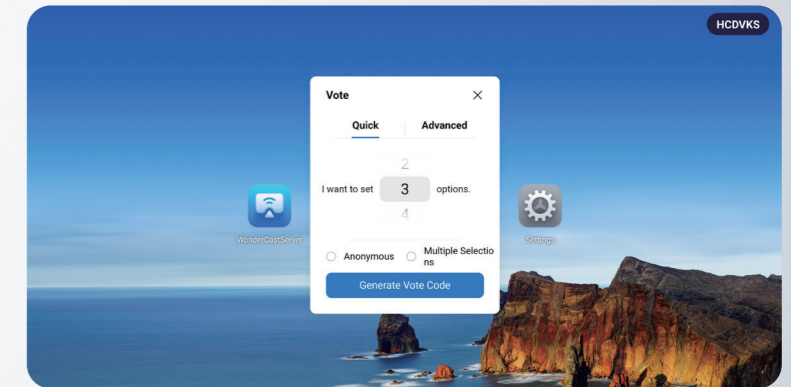 HCDVKS
Vote
Quick Advanced
2
I want to set 3 options.
4
WonderCastServer
Settings
Anonymous
Multiple Selectio
ns
Generate Vote Code